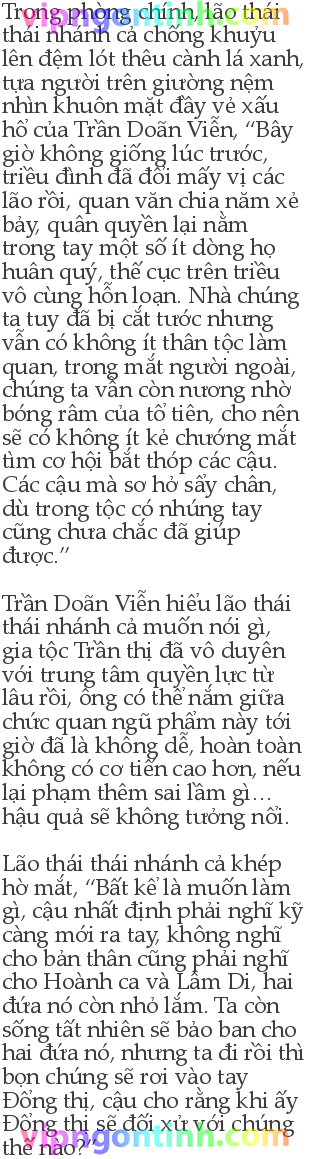 Trong phòng chính,lão thái
thái nhánh cả chống khuỷu
lên đệm lót thêu cành lá xanh,
tựa người trên giường nệm
nhìn khuôn mặt đầy vẻ xấu
hổ của Trần Doãn Viễn, “Bây
giờ không giống lúc trước,
triều đình đã đổi mấy vị các
lão rồi, quan văn chia năm xẻ
bảy, quân quyền lại nằm
trong tay một số ít dòng họ
huân quý, thế cục trên triều
vô cùng hỗn loạn. Nhà chúng
ta tuy đã bị cắt tước nhưng
vẫn có không ít thân tộc làm
quan, trong mắt người ngoài,
chúng ta vẫn còn nương nhờ
bóng râm của tổ tiên, cho nên
sẽ có không ít kẻ chướng mắt
tìm cơ hội bắt thóp các cậu.
Các cậu mà sơ hở sẩy chân,
dù trong tộc có nhúng tay
cũng chưa chắc đã giúp
được.”
Trần Doãn Viễn hiểu lão thái
thái nhánh cả muốn nói gì,
gia tộc Trần thị đã vô duyên
với trung tâm quyền lực từ
lâu rồi, ông có thể nắm giữa
chức quan ngũ phẩm này tới
giờ đã là không dễ, hoàn toàn
không có cơ tiến cao hơn, nếu
lại phạm thêm sai lầm gì…
hậu quả sẽ không tưởng nổi.
Lão thái thái nhánh cả khép
hờ mắt, “Bất kể là muốn làm
gì, cậu nhất định phải nghĩ kỹ
càng mới ra tay, không nghĩ
cho bản thân cũng phải nghĩ
cho Hoành ca và Lâm Di, hai
đứa nó còn nhỏ lắm. Ta còn
sống tất nhiên sẽ bảo ban cho
hai đứa nó, nhưng ta đi rồi thì
bọn chúng sẽ rơi vào tay
Đổng thị, cậu cho rằng khi ấy
Đổng thị sẽ đối xử với chúng
thế nào?”
vipngontinh.com
vipngontinh.com